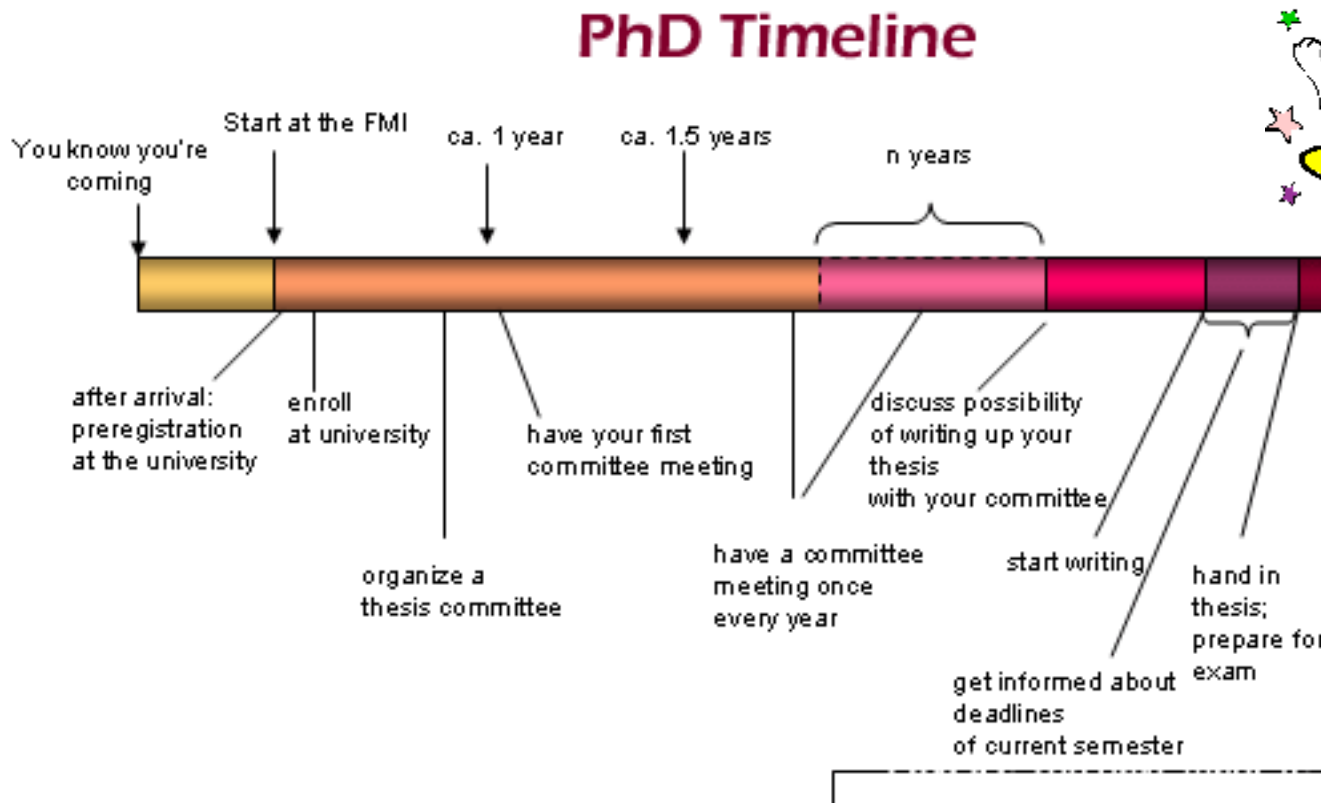 PhD Timeline
You know you're
coming
Start at the FMI
ca. 1 year
ca. 1.5 years
n years
after arrival:
preregistration
at the university
enroll
at university
organize a
thesis committee
have your first
committee meeting
have a committee
meeting once
every year
discuss possibility
of writing up your
thesis
with your committee
start writing
get informed about
deadlines
of current semester
hand in
thesis;
prepare for
exam